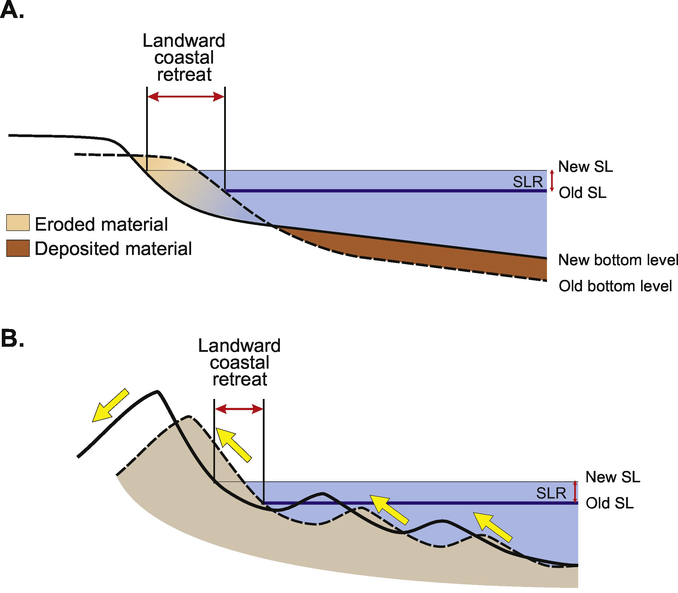 A.
Landward
coastal
retreat
New SL
SLR
Old SL
Eroded material
Deposited material
New bottom level
Old bottom level
B.
Landward
coastal
retreat
New SL
SLR
Old SL